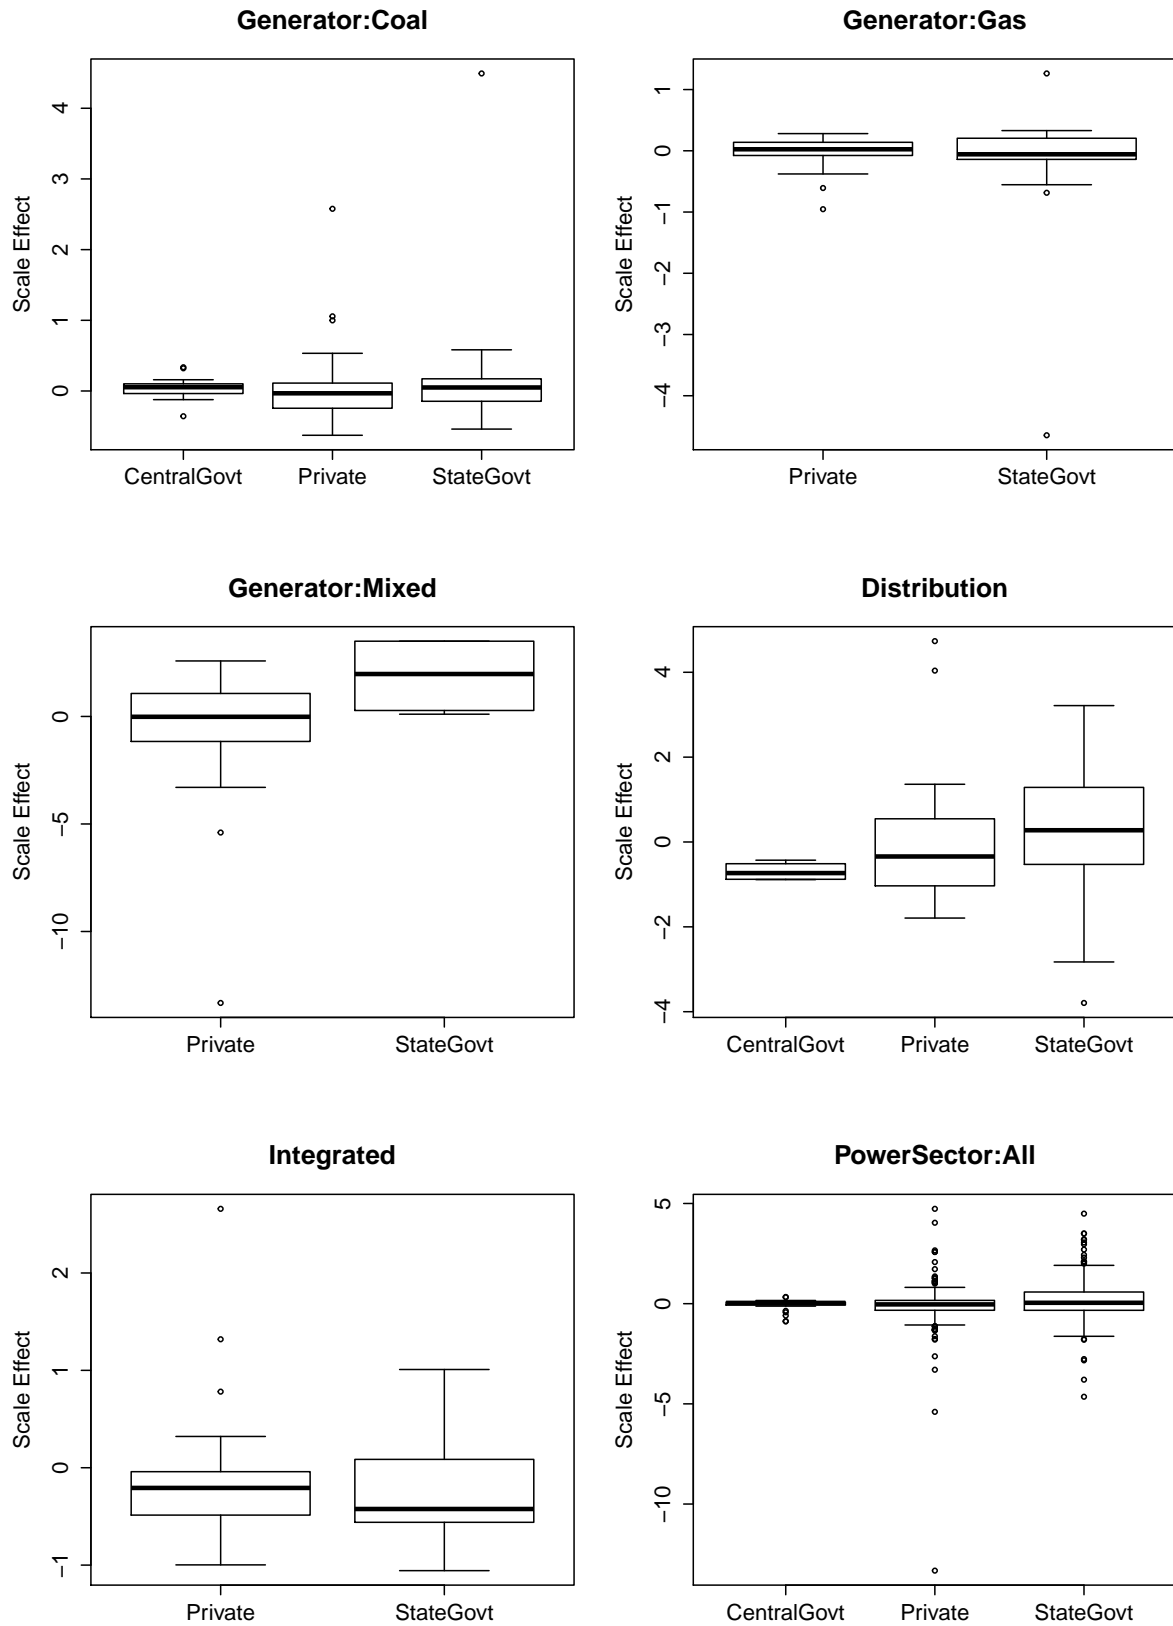 Generator:Coal
Scale Effect
4
3
2
1
0
CentralGovt Private StateGovt
Generator:Gas
Scale Effect
1
0
−1
−2
−3
−4
Private StateGovt
Generator:Mixed
Scale Effect
0
−5
−10
Private StateGovt
Distribution
Scale Effect
4
2
0
−2
−4
CentralGovt Private StateGovt
Integrated
Scale Effect
2
1
0
−1
Private StateGovt
PowerSector:All
Scale Effect
5
0
−5
−10
CentralGovt Private StateGovt